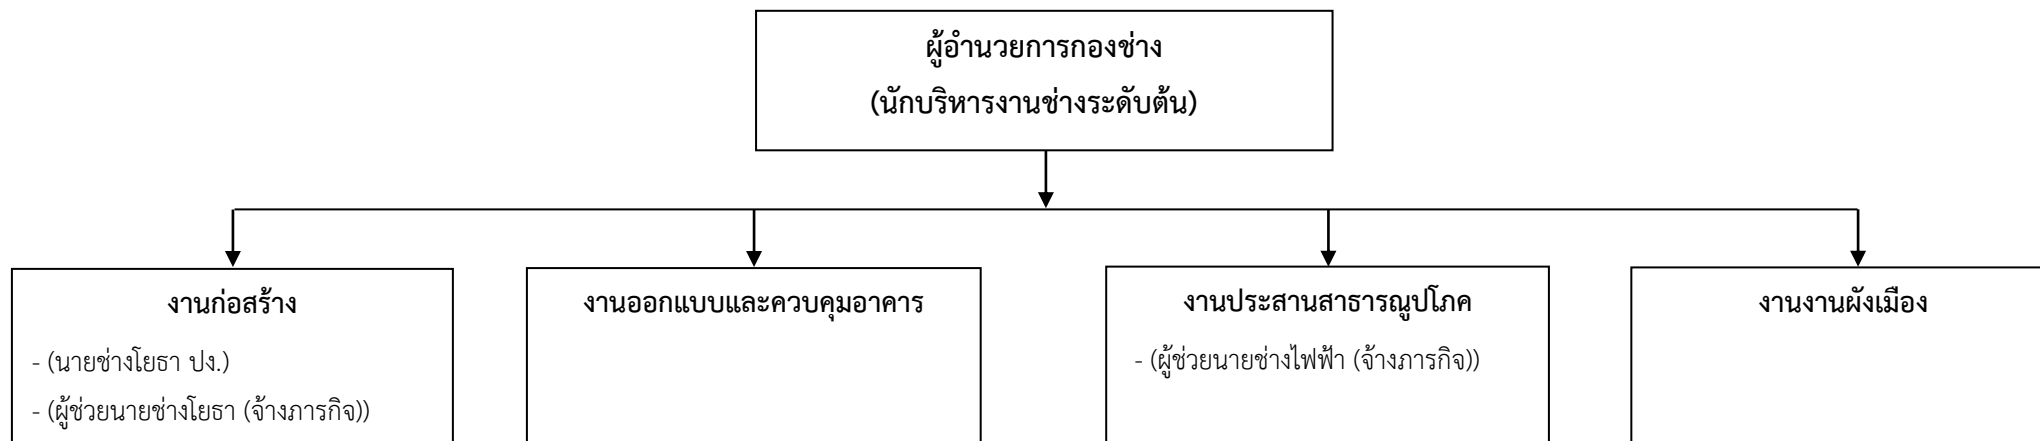 ผู้อำนวยการกองช่าง
(นักบริหารงานช่างระดับต้น)
งานก่อสร้าง
- (นายช่างโยธา ปง.)
- (ผู้ช่วยนายช่างโยธา (จ้างภารกิจ))
งานออกแบบและควบคุมอาคาร
งานประสานสาธารณูปโภค
- (ผู้ช่วยนายช่างไฟฟ้า (จ้างภารกิจ))
งานงานผังเมือง